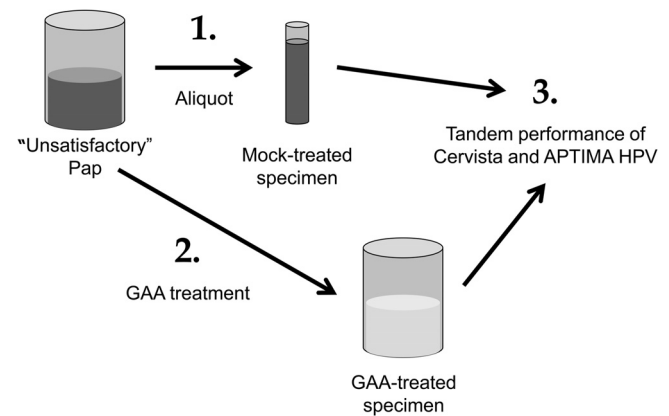 1.
Aliquot
"Unsatisfactory”
Pap
Mock-treated
specimen
2.
GAA treatment
GAA-treated
specimen
3.
Tandem performance of
Cervista and APTIMA HPV